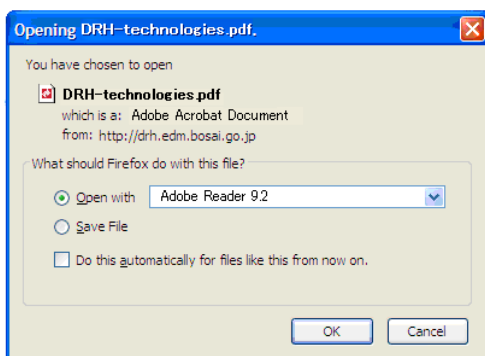 Opening DRH-technologies.pdf.
You have chosen to open
DRH-technologies.pdf
which is a: Adobe Acrobat Document
from: http://drh.edm.bosai.go.jp
What should Firefox do with this file?
Open with Adobe Reader 9.2
Save File
Do this automatically for files like this from now on.
OK Cancel